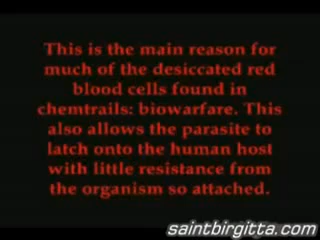 This is the main reason for
much of the desiccated red
blood cells found in
chemtrails: biowarfare. This
also allows the parasite to
latch onto the human host
with little resistance from
the organism so attached.
saintbirgitta.com